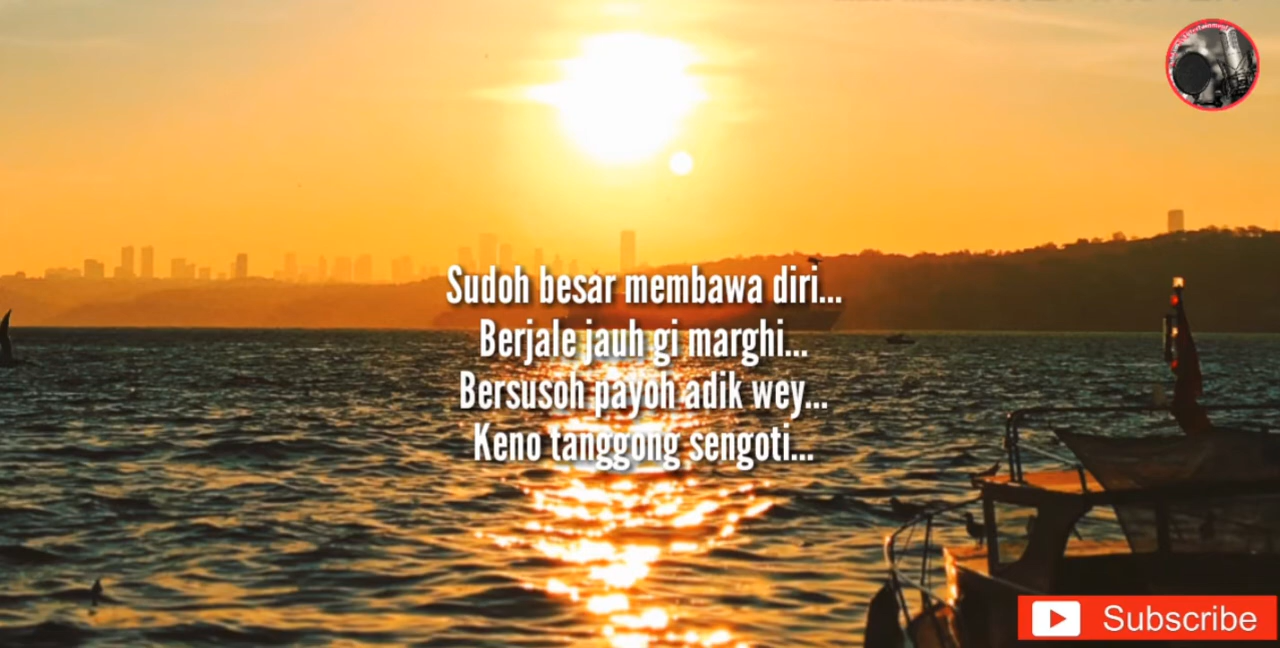 Sudoh besar membawa diri...
Berjale jauh gi marghi...
Bersusoh payoh adik wey...
Keno tanggong sengoti...
Subscribe